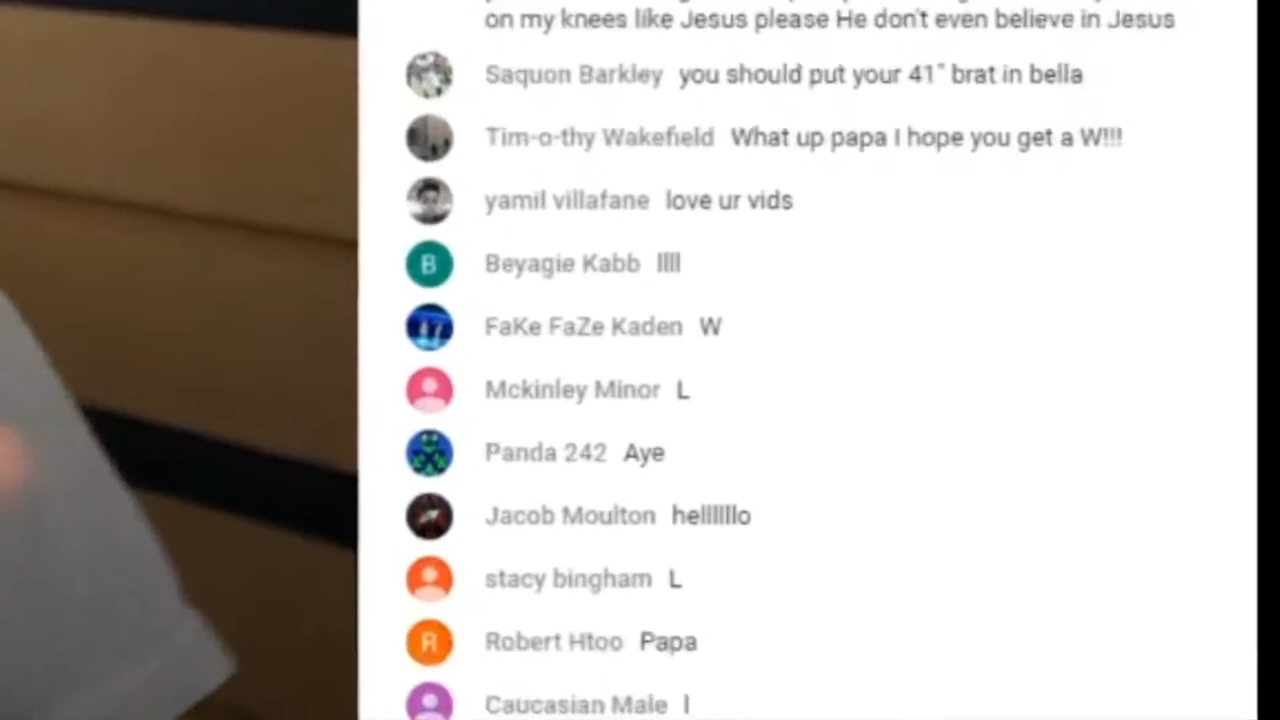 on my knees like Jesus please He don't even believe in Jesus
Saquon Barkley you should put your 41" brat in bella
Tim-o-thy Wakefield What up papa I hope you get a W!!!
yamil villafane love ur vids
B Beyagie Kabb llll
FaKe FaZe Kaden W
Mckinley Minor L
Panda 242 Aye
Jacob Moulton hellllllo
stacy bingham L
R Robert Htoo Papa
Caucasian Male l